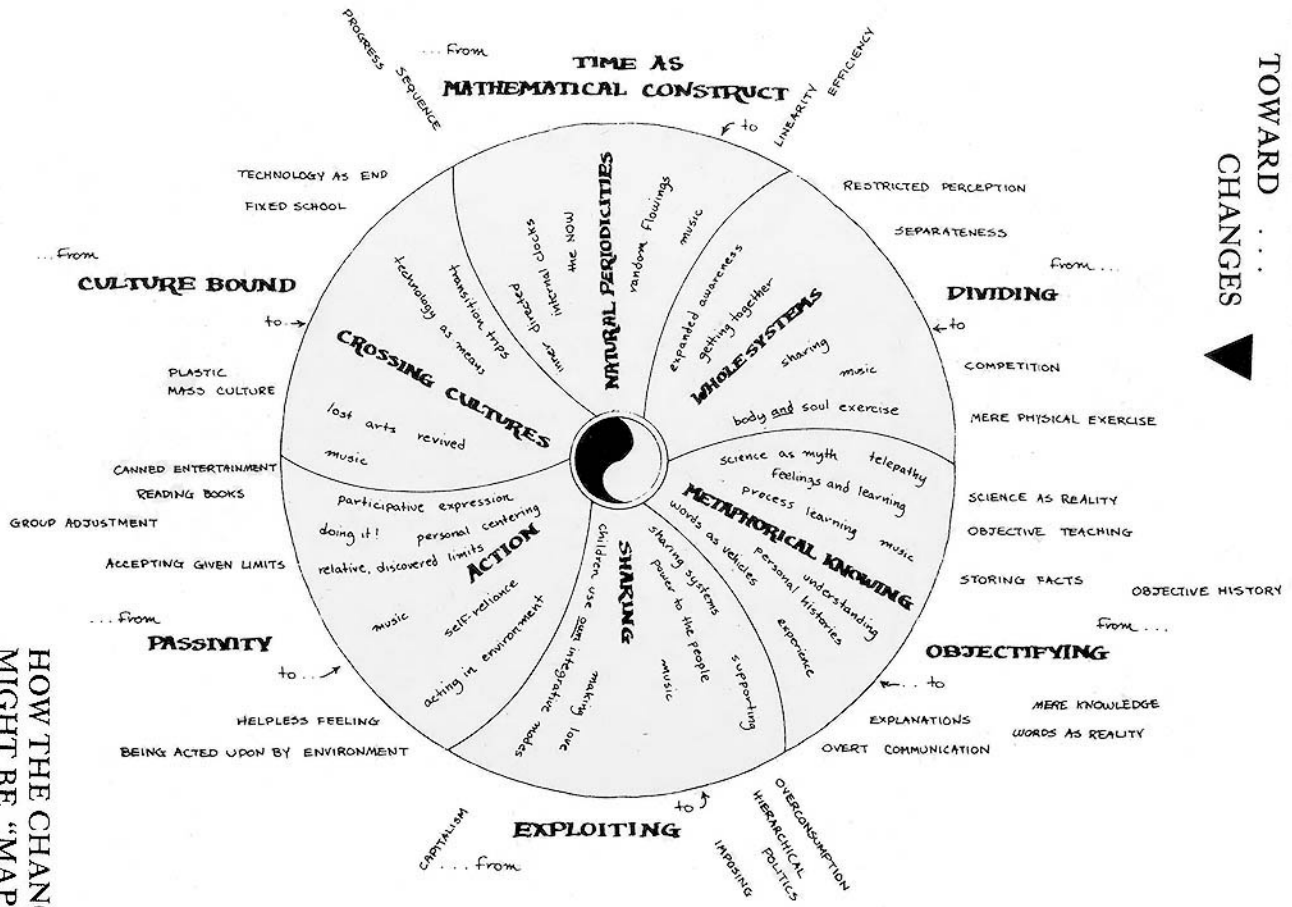 TOWARD . . .
CHANGES
... from
TIME AS
MATHEMATICAL CONSTRUCT
to
PROGRESS
SEQUENCE
LINEARITY
EFFICIENCY
NATURAL PERIODICITIES
inner directed
internal clocks
the NOW
random flowings
music
RESTRICTED PERCEPTION
SEPARATENESS
from ...
DIVIDING
to
COMPETITION
MERE PHYSICAL EXERCISE
expanded awareness
getting together
WHOLE SYSTEMS
sharing
music
body and soul exercise
SCIENCE AS REALITY
OBJECTIVE TEACHING
STORING FACTS
OBJECTIVE HISTORY
from ...
OBJECTIFYING
... to
MERE KNOWLEDGE
EXPLANATIONS
WORDS AS REALITY
OVERT COMMUNICATION
science as myth
telepathy
feelings and learning
process learning
music
METAPHORICAL KNOWING
words as vehicles
understanding
personal histories
experience
OVERCONSUMPTION
HIERARCHICAL
POLITICS
IMPOSING
to
EXPLOITING
... from
CAPITALISM
SHARING
sharing systems
power to the people
supporting
music
making love
children use own integrative modes
CANNED ENTERTAINMENT
READING BOOKS
GROUP ADJUSTMENT
ACCEPTING GIVEN LIMITS
... from
PASSIVITY
to ...
HELPLESS FEELING
BEING ACTED UPON BY ENVIRONMENT
participative expression
doing it!
personal centering
relative, discovered limits
ACTION
music
self-reliance
acting in environment
TECHNOLOGY AS END
FIXED SCHOOL
... from
CULTURE BOUND
to
PLASTIC
MASS CULTURE
transition trips
technology as means
CROSSING CULTURES
lost arts revived
music
HOW THE CHAN
MIGHT BE "MAP